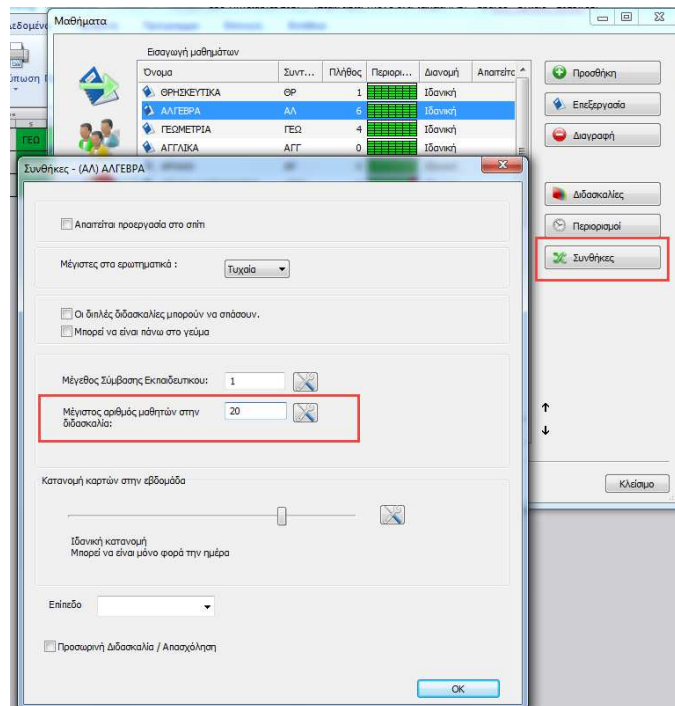 Μαθήματα
Εισαγωγή μαθημάτων
Όνομα Συντ... Πλήθος Περιορι... Διανομή Απαιτείτο
ΘΡΗΣΚΕΥΤΙΚΑ ΘΡ 1 Ιδανική
ΑΛΓΕΒΡΑ ΑΛ 6 Ιδανική
ΓΕΩΜΕΤΡΙΑ ΓΕΩ 4 Ιδανική
ΑΓΓΛΙΚΑ ΑΓΓ 0 Ιδανική
Προσθήκη
Επεξεργασία
Διαγραφή
Διδασκαλίες
Περιορισμοί
Συνθήκες
Κλείσιμο
ΓΕΩ
Συνθήκες - (ΑΛ) ΑΛΓΕΒΡΑ
Απαιτείται προεργασία στο σπίτι
Μέγιστες στα ερωτηματικά : Τυχαία
Οι διπλές διδασκαλίες μπορούν να σπάσουν.
Μπορεί να είναι πάνω στο γεύμα
Μέγεθος Σύμβασης Εκπαιδευτικου: 1
Μέγιστος αριθμός μαθητών στην 20
διδασκαλία:
Κατανομή καρτών στην εβδομάδα
Ιδανική κατανομή
Μπορεί να είναι μόνο φορά την ημέρα
Επίπεδο
Προσωρινή Διδασκαλία / Απασχόληση
OK